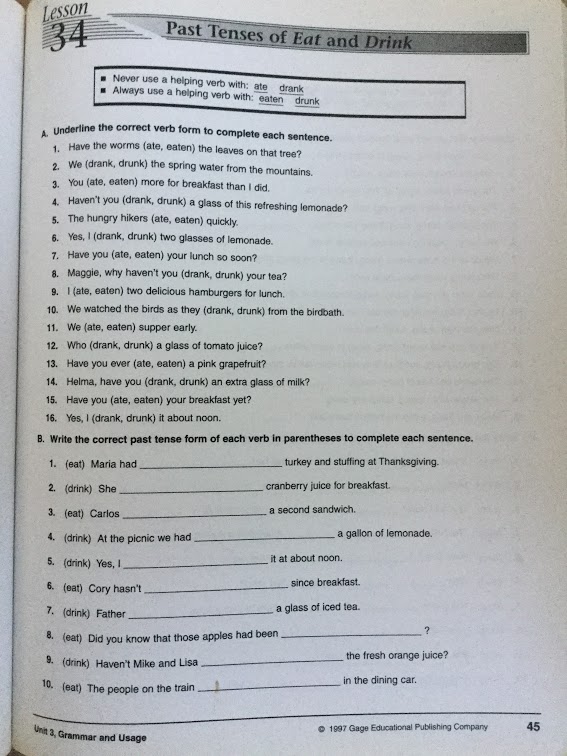 Lesson
34
Past Tenses of Eat and Drink
■ Never use a helping verb with: ate drank
■ Always use a helping verb with: eaten drunk
A. Underline the correct verb form to complete each sentence.
1. Have the worms (ate, eaten) the leaves on that tree?
2. We (drank, drunk) the spring water from the mountains.
3. You (ate, eaten) more for breakfast than I did.
4. Haven't you (drank, drunk) a glass of this refreshing lemonade?
5. The hungry hikers (ate, eaten) quickly.
6. Yes, I (drank, drunk) two glasses of lemonade.
7. Have you (ate, eaten) your lunch so soon?
8. Maggie, why haven't you (drank, drunk) your tea?
9. I (ate, eaten) two delicious hamburgers for lunch.
10. We watched the birds as they (drank, drunk) from the birdbath.
11. We (ate, eaten) supper early.
12. Who (drank, drunk) a glass of tomato juice?
13. Have you ever (ate, eaten) a pink grapefruit?
14. Helma, have you (drank, drunk) an extra glass of milk?
15. Have you (ate, eaten) your breakfast yet?
16. Yes, I (drank, drunk) it about noon.
B. Write the correct past tense form of each verb in parentheses to complete each sentence.
1. (eat) Maria had ____________ turkey and stuffing at Thanksgiving.
2. (drink) She ____________ cranberry juice for breakfast.
3. (eat) Carlos ____________ a second sandwich.
4. (drink) At the picnic we had ____________ a gallon of lemonade.
5. (drink) Yes, I ____________ it at about noon.
6. (eat) Cory hasn't ____________ since breakfast.
7. (drink) Father ____________ a glass of iced tea.
8. (eat) Did you know that those apples had been ____________ ?
9. (drink) Haven't Mike and Lisa ____________ the fresh orange juice?
10. (eat) The people on the train ____________ in the dining car.
Unit 3, Grammar and Usage © 1997 Gage Educational Publishing Company 45